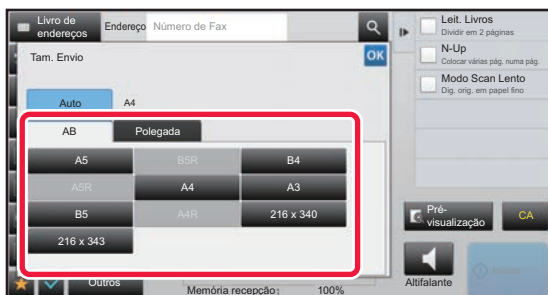 Livro de
endereços
Endereço
Número de Fax
Tam. Envio
OK
Auto
A4
AB
Polegada
A5
B5R
B4
A5R
A4
A3
B5
A4R
216 x 340
216 x 343
Outros
Memória recepção:
100%
Leit. Livros
Dividir em 2 páginas
N-Up
Colocar várias pág. numa pág.
Modo Scan Lento
Dig. orig. em papel fino
Pré-
visualização
CA
Altifalante